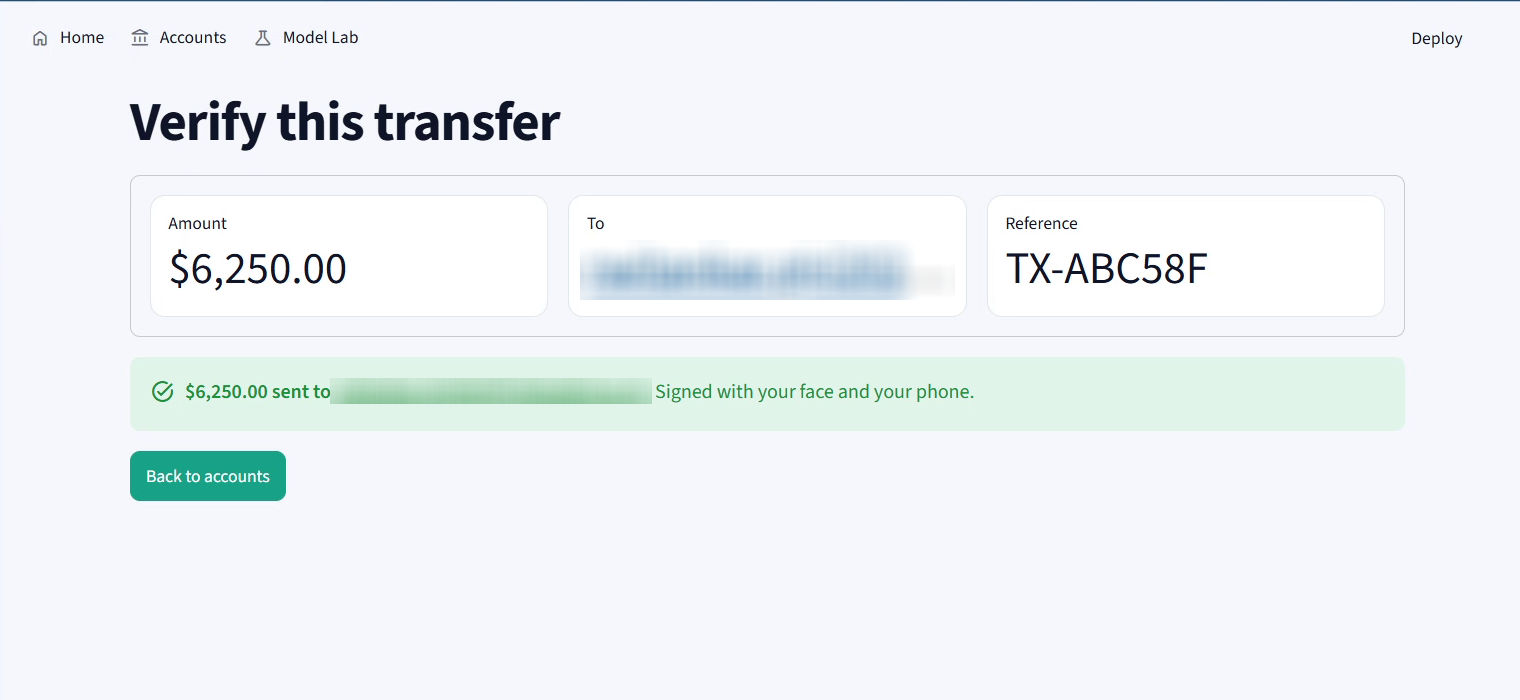 Home Accounts Model Lab Deploy
Verify this transfer
Amount
$6,250.00
To
Reference
TX-ABC58F
$6,250.00 sent to Signed with your face and your phone.
Back to accounts